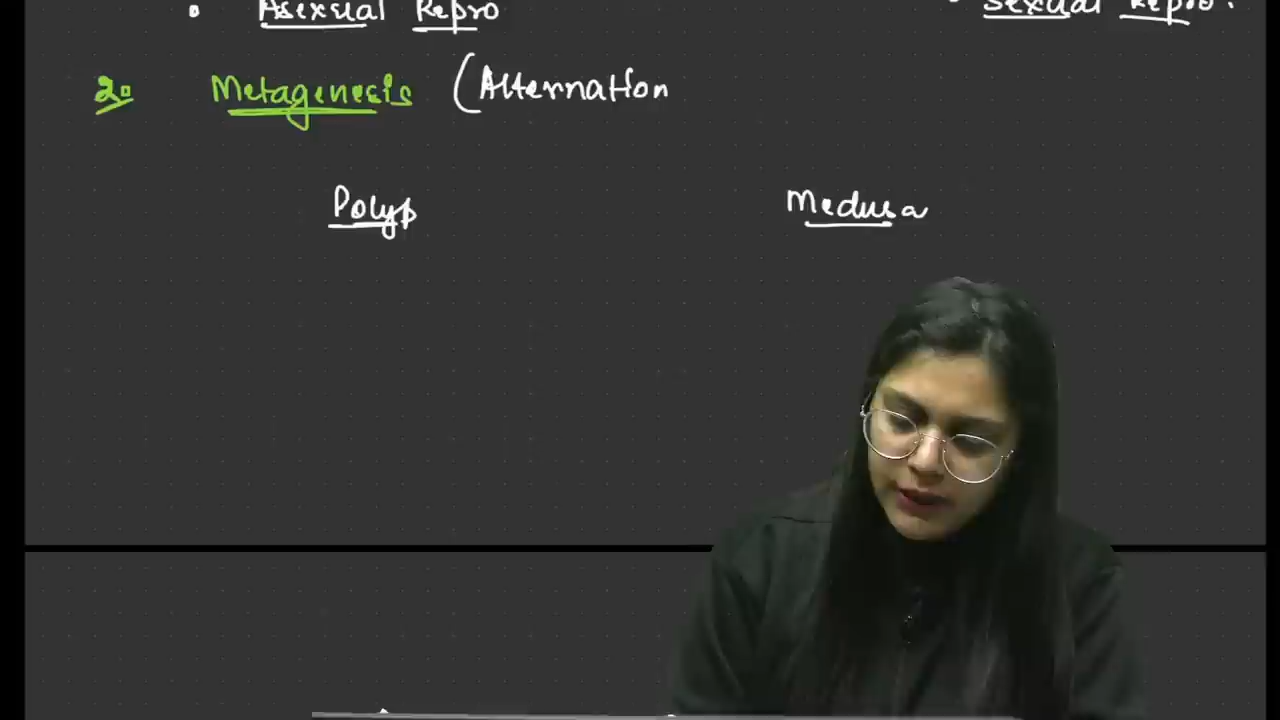 • Asexual Repro • Sexual Repro.
2. Metagenesis (Alternation
Polyp Medusa